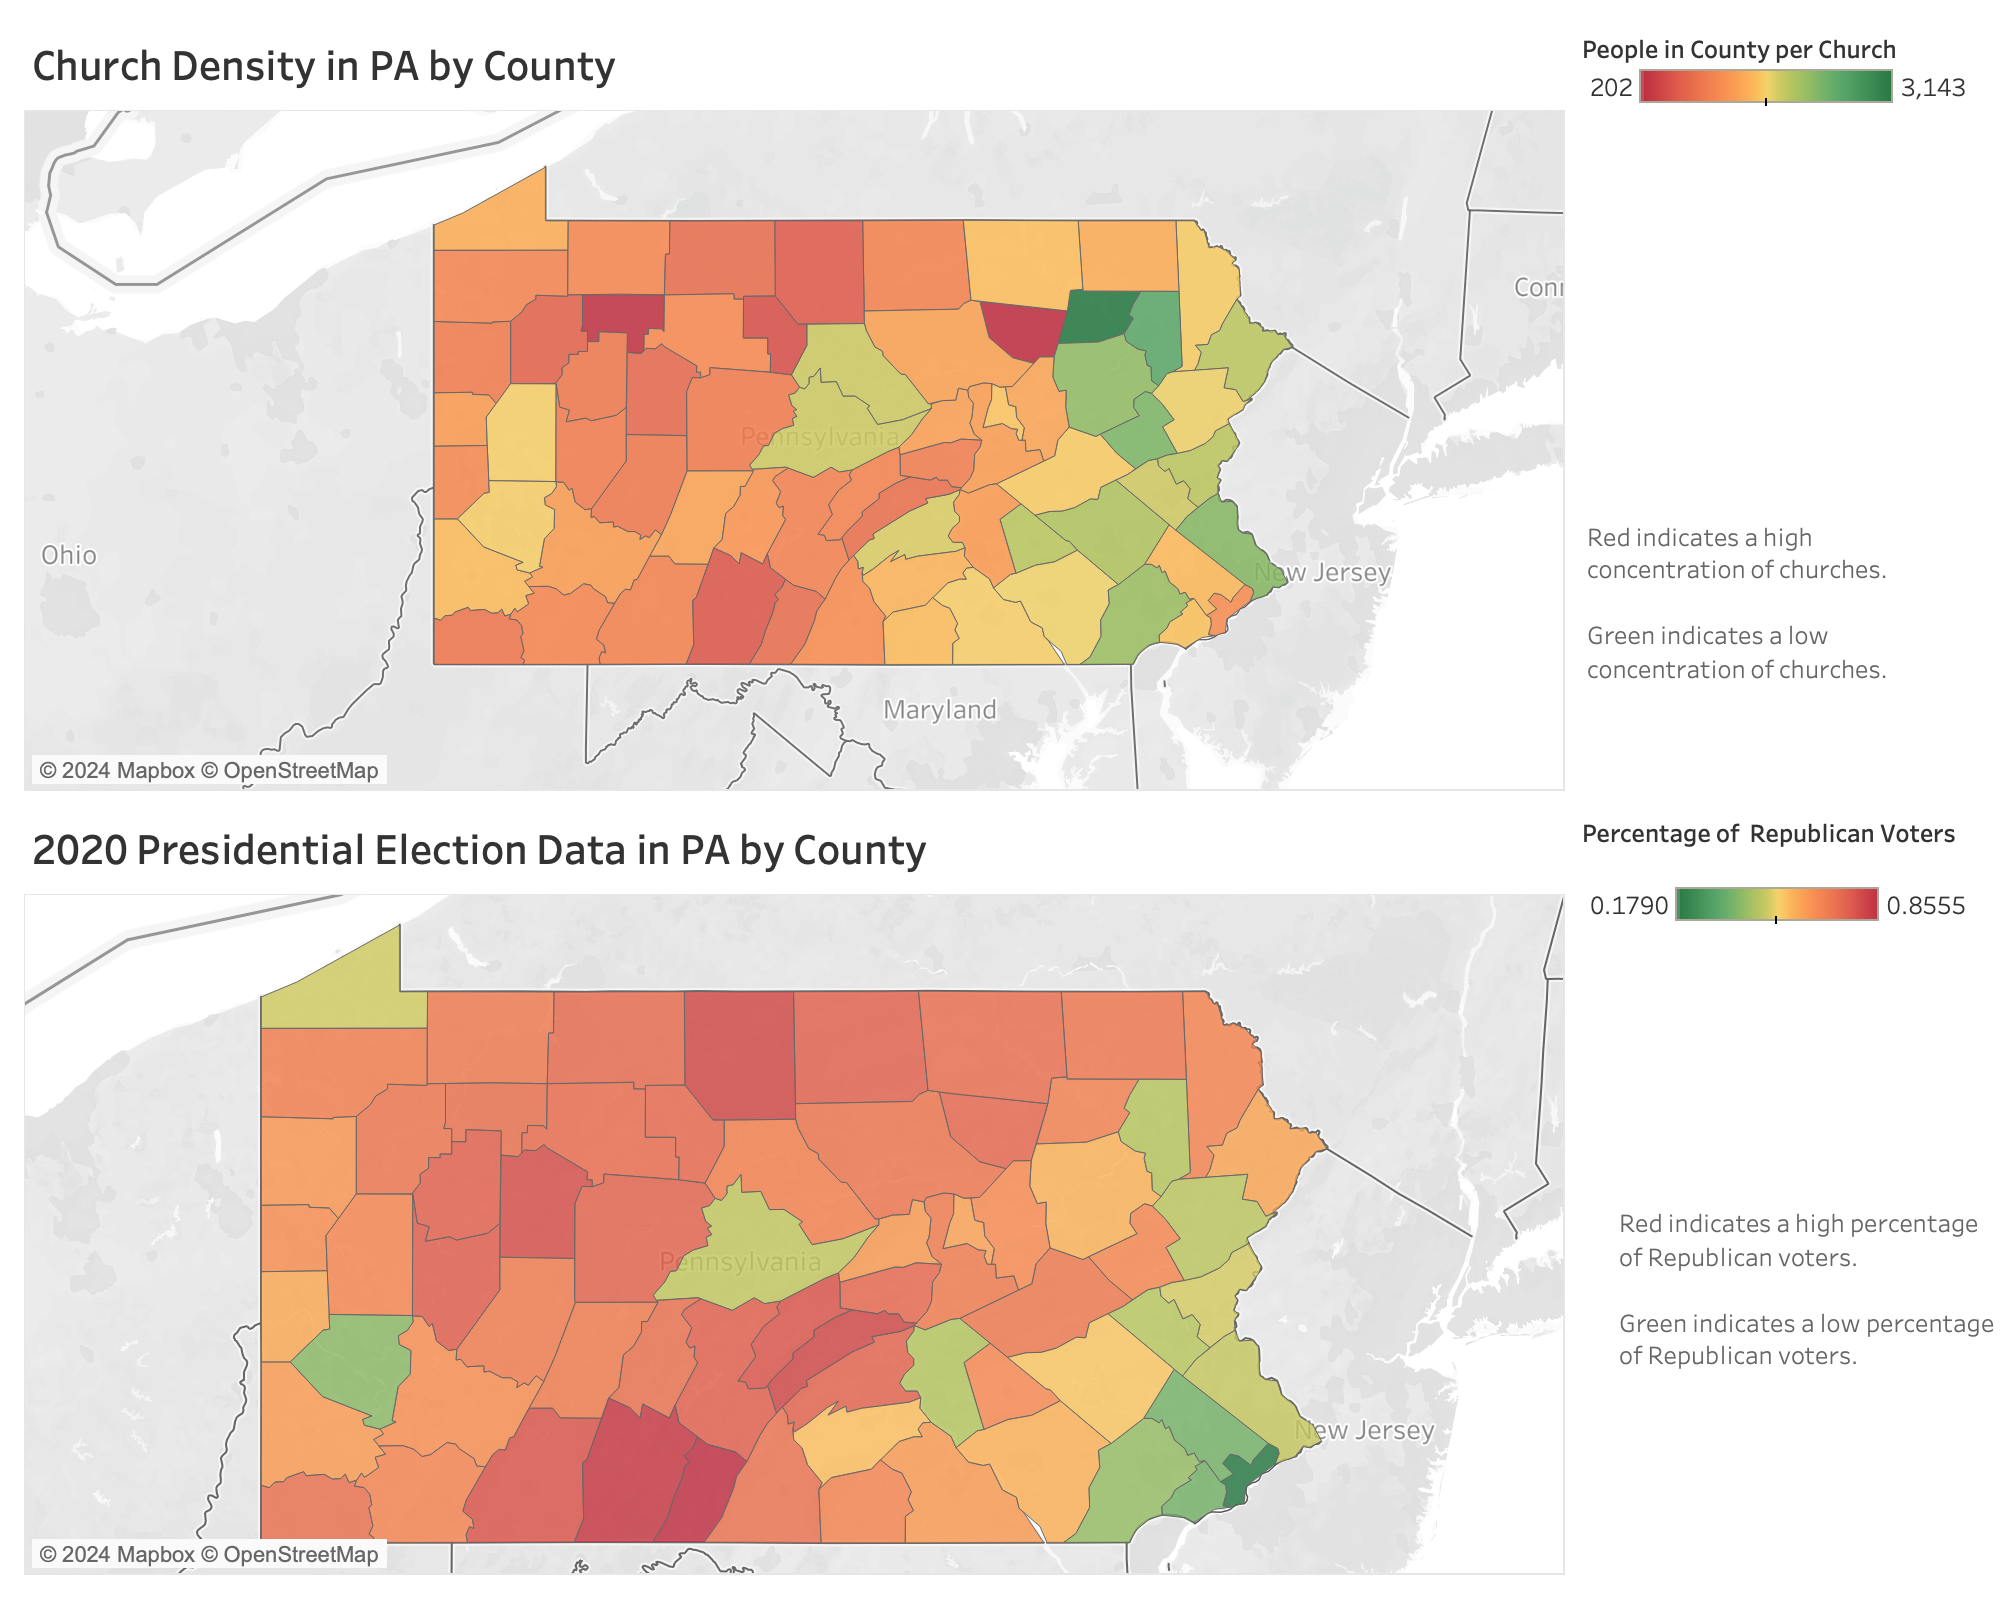 Church Density in PA by County
People in County per Church
202
3,143
Pennsylvania
Ohio
Conn
New Jersey
Maryland
Red indicates a high
concentration of churches.
Green indicates a low
concentration of churches.
© 2024 Mapbox © OpenStreetMap
2020 Presidential Election Data in PA by County
Percentage of Republican Voters
0.1790
0.8555
Pennsylvania
New Jersey
Red indicates a high percentage
of Republican voters.
Green indicates a low percentage
of Republican voters.
© 2024 Mapbox © OpenStreetMap